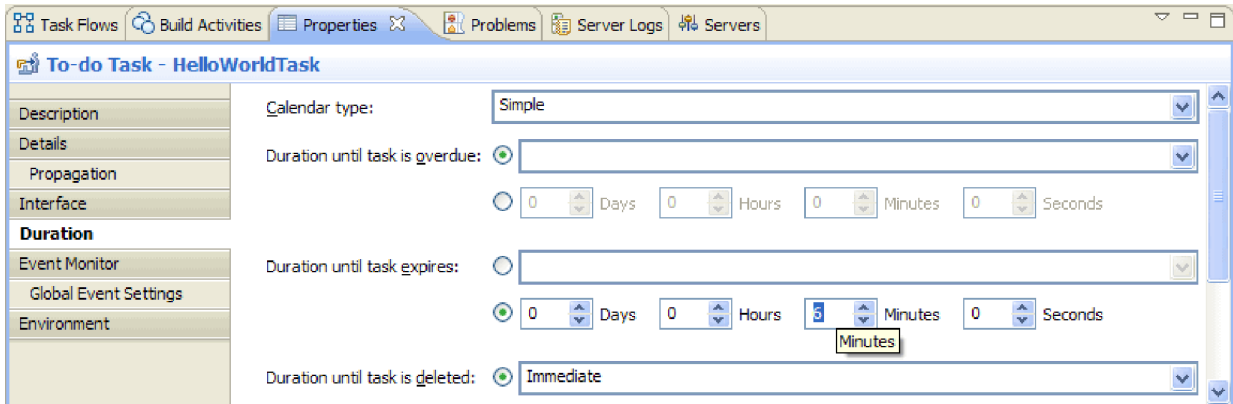 Task Flows Build Activities Properties Problems Server Logs Servers
To-do Task - HelloWorldTask
Description
Details
Propagation
Interface
Duration
Event Monitor
Global Event Settings
Environment
Calendar type: Simple
Duration until task is overdue:
0 Days 0 Hours 0 Minutes 0 Seconds
Duration until task expires:
0 Days 0 Hours 6 Minutes 0 Seconds
Minutes
Duration until task is deleted: Immediate